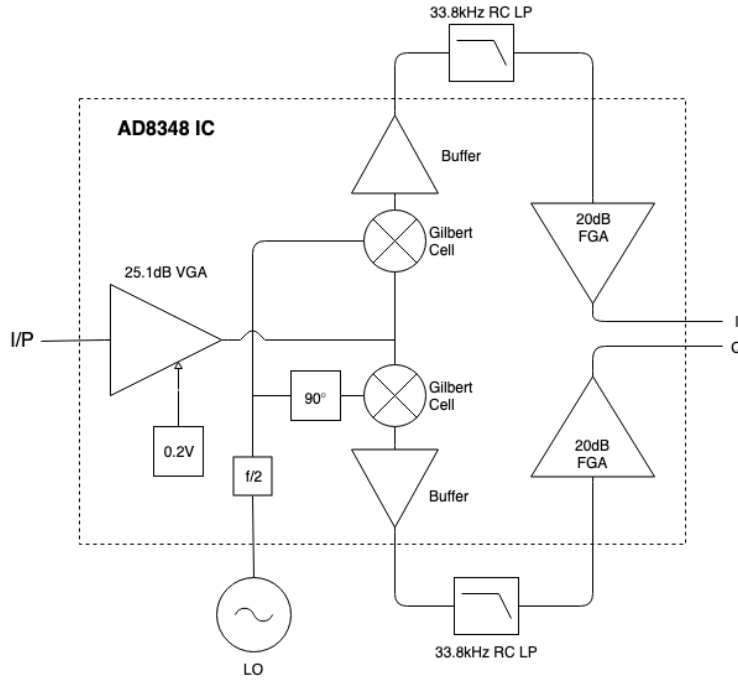 33.8kHz RC LP
AD8348 IC
Buffer
20dB
FGA
Gilbert
Cell
25.1dB VGA
I/P
I
Q
90°
Gilbert
Cell
0.2V
f/2
20dB
FGA
Buffer
LO
33.8kHz RC LP